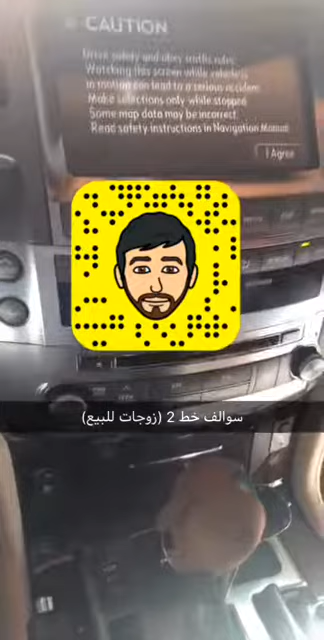 CAUTION
Drive safely and obey traffic rules.
Watching this screen while vehicle is
in motion can lead to a serious accident.
Make selections only while stopped.
Some map data may be incorrect.
Read safety instructions in Navigation Manual.
I Agree
سوالف خط 2 (زوجات للبيع)